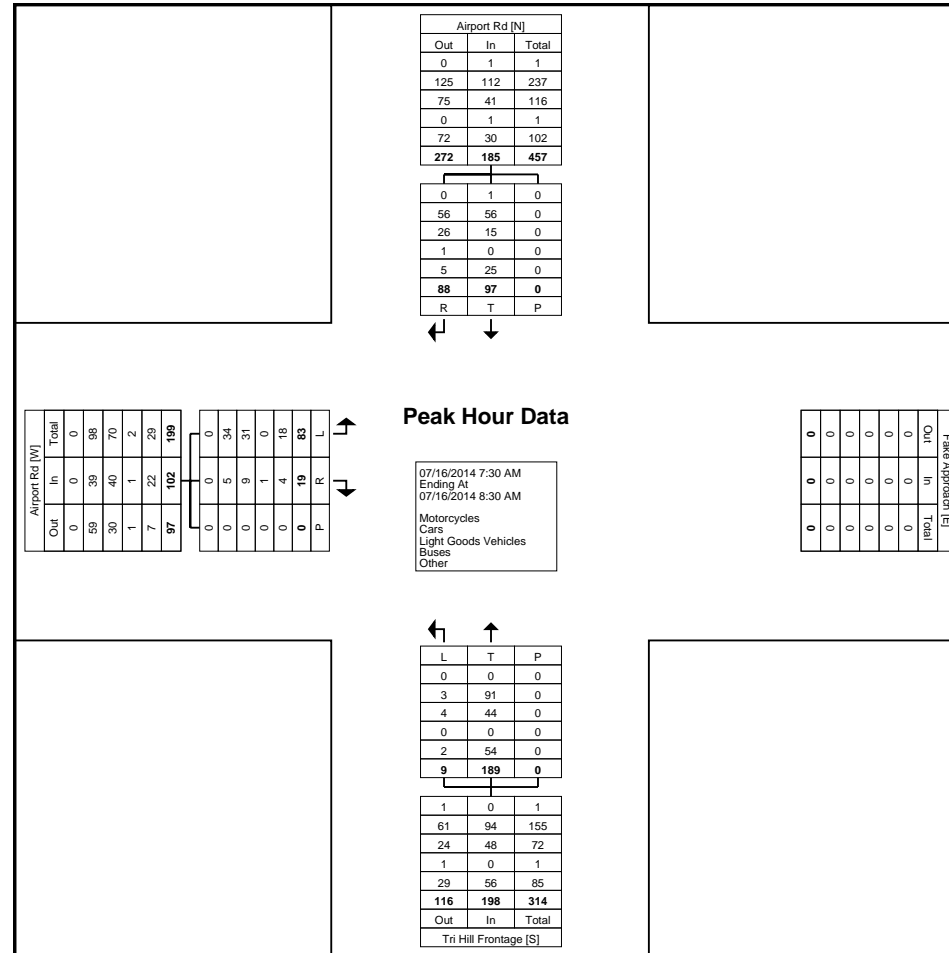 Airport Rd [N]
Out In Total
0 1 1
125 112 237
75 41 116
0 1 1
72 30 102
272 185 457
0 1 0
56 56 0
26 15 0
1 0 0
5 25 0
88 97 0
R T P
Airport Rd [W]
Total 0 98 70 2 29 199
In 0 39 40 1 22 102
Out 0 59 30 1 7 97
0 34 31 0 18 83 L
0 5 9 1 4 19 R
0 0 0 0 0 0 P
Peak Hour Data
07/16/2014 7:30 AM
Ending At
07/16/2014 8:30 AM
Motorcycles
Cars
Light Goods Vehicles
Buses
Other
Fake Approach [E]
Out 0 0 0 0 0 0
In 0 0 0 0 0 0
Total 0 0 0 0 0 0
L T P
0 0 0
3 91 0
4 44 0
0 0 0
2 54 0
9 189 0
1 0 1
61 94 155
24 48 72
1 0 1
29 56 85
116 198 314
Out In Total
Tri Hill Frontage [S]